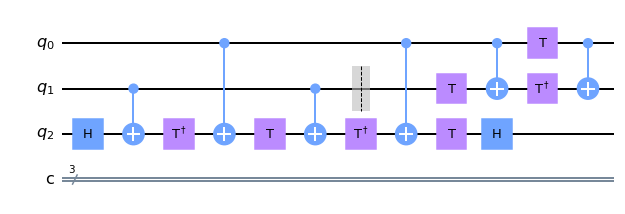 q₀ T
q₁ T T†
H T† T T† T H
q₂
3
c